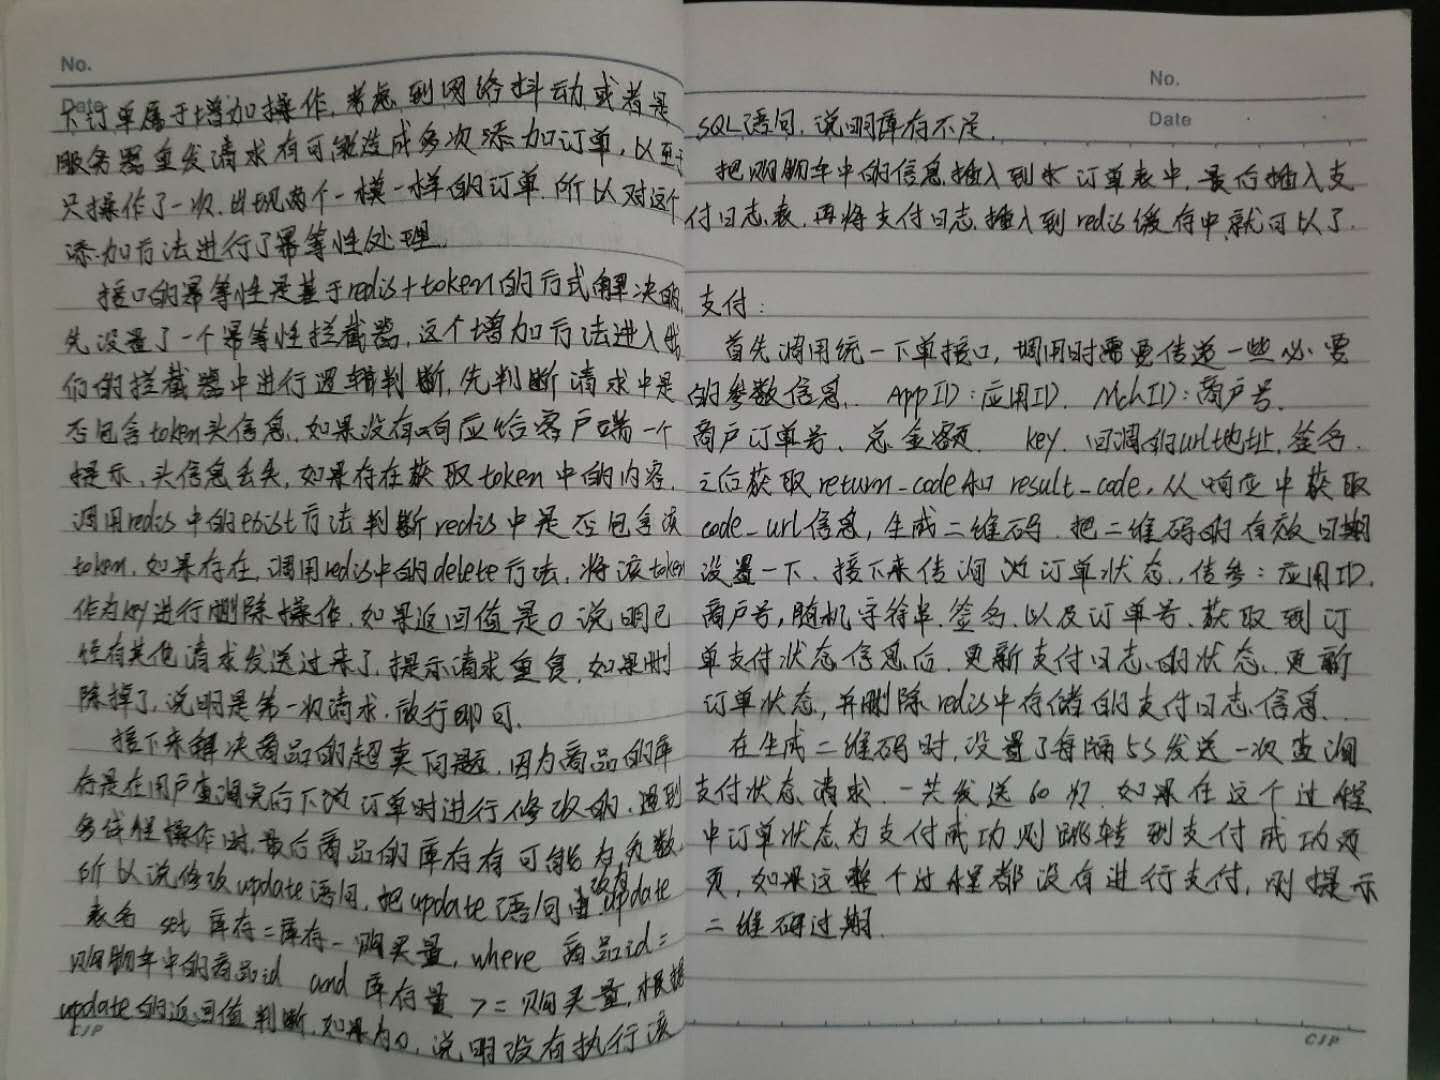 No.
Date
下订单属于增加操作,考虑到网络抖动或者是
服务器重发请求有可能造成多次添加订单,以至于
只操作了一次,出现两个一模一样的订单.所以对这个
添加方法进行了幂等性处理.
接口的幂等性是基于redis+token的方式解决的,
先设置了一个幂等性拦截器,这个增加方法进入我
们的拦截器中进行逻辑判断,先判断请求中是
否包含token头信息,如果没有响应给客户端一个
提示,头信息丢失,如果存在获取token中的内容,
调用redis中的exist方法判断redis中是否包含该
token,如果存在,调用redis中的delete方法,将该token
作为key进行删除操作,如果返回值是0说明已
经有其他请求发送过来了,提示请求重复,如果删
除掉了,说明是第一次请求,放行即可.
接下来解决商品的超卖问题,因为商品的库
存是在用户查询完后下过订单时进行修改的,遇到
多线程操作时,最后商品的库存有可能为负数
所以说修改update语句,把update语句改为update
表名 set 库存=库存-购买量, where 商品id=
购物车中的商品id and 库存量 >= 购买量,根据
update的返回值判断,如果为0,说明没有执行该
CJP
No.
Date
SQL语句,说明库存不足.
把购物车中的信息插入到 订单表中,最后插入支
付日志表,再将支付日志插入到redis缓存中就可以了.
支付:
首先调用统一下单接口,调用时需要传递一些必要
的参数信息, AppID:应用ID, MchID:商户号,
商户订单号、总金额、 key、回调的url地址,签名.
之后获取return_code和result_code,从响应中获取
code_url信息,生成二维码.把二维码的有效日期
设置一下、接下来 订单状态,传参:应用ID,
商户号,随机字符串,签名,以及订单号,获取到订
单支付状态信息后,更新支付日志的状态,更新
订单状态,并删除redis中存储的支付日志信息.
在生成二维码时,设置了每隔5s发送一次查询
支付状态请求,一共发送60次,如果在这个过程
中订单状态为支付成功则跳转到支付成功页
页,如果这整个过程都没有进行支付,则提示
二维码过期.
CJP